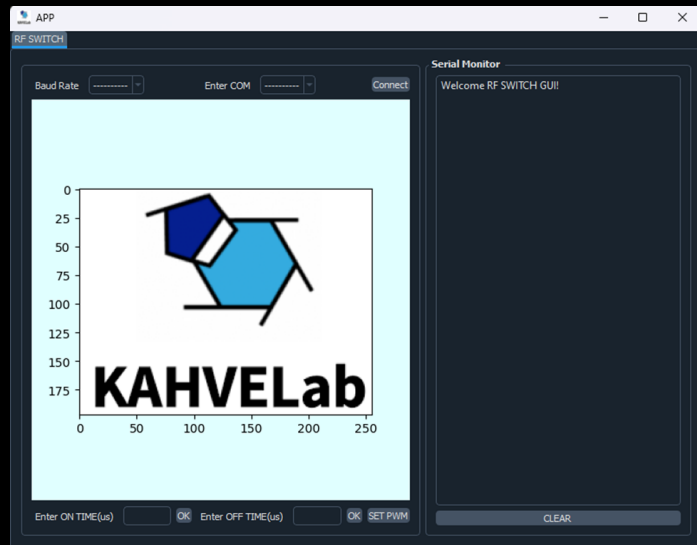 APP
RF SWITCH
Baud Rate ---------- Enter COM ---------- Connect
Serial Monitor
Welcome RF SWITCH GUI!
0
25
50
75
100
125
150
175
KAHVELab
0 50 100 150 200 250
Enter ON TIME(us) OK Enter OFF TIME(us) OK SET PWM
CLEAR